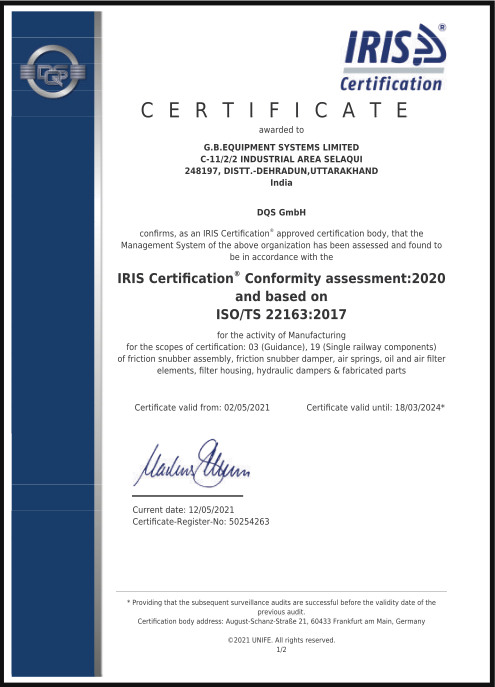 DQS
IRIS®
Certification
CERTIFICATE
awarded to
G.B.EQUIPMENT SYSTEMS LIMITED
C-11/2/2 INDUSTRIAL AREA SELAQUI
248197, DISTT.-DEHRADUN,UTTARAKHAND
India
DQS GmbH
confirms, as an IRIS Certification® approved certification body, that the
Management System of the above organization has been assessed and found to
be in accordance with the
IRIS Certification® Conformity assessment:2020
and based on
ISO/TS 22163:2017
for the activity of Manufacturing
for the scopes of certification: 03 (Guidance), 19 (Single railway components)
of friction snubber assembly, friction snubber damper, air springs, oil and air filter
elements, filter housing, hydraulic dampers & fabricated parts
Certificate valid from: 02/05/2021 Certificate valid until: 18/03/2024*
Current date: 12/05/2021
Certificate-Register-No: 50254263
* Providing that the subsequent surveillance audits are successful before the validity date of the
previous audit.
Certification body address: August-Schanz-Straße 21, 60433 Frankfurt am Main, Germany
©2021 UNIFE. All rights reserved.
1/2